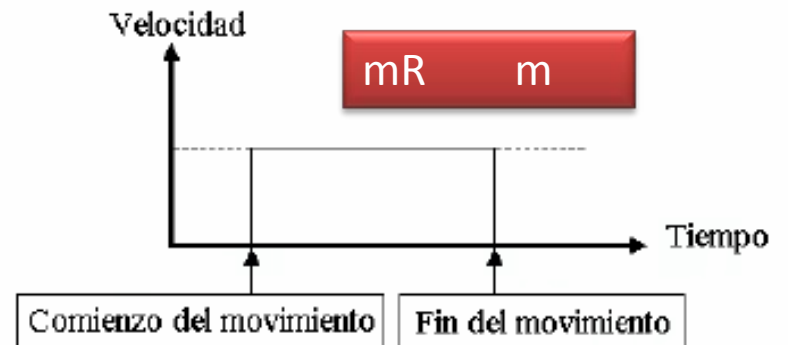 Velocidad
mR m
Tiempo
Comienzo del movimiento
Fin del movimiento